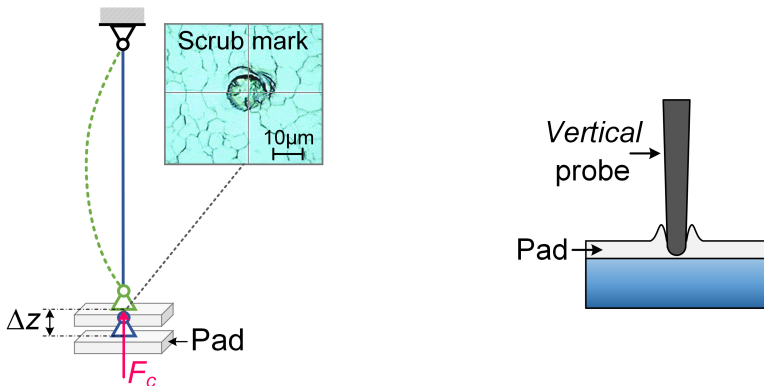 Scrub mark
10μm
Δz
Pad
F_c
Vertical
probe
Pad